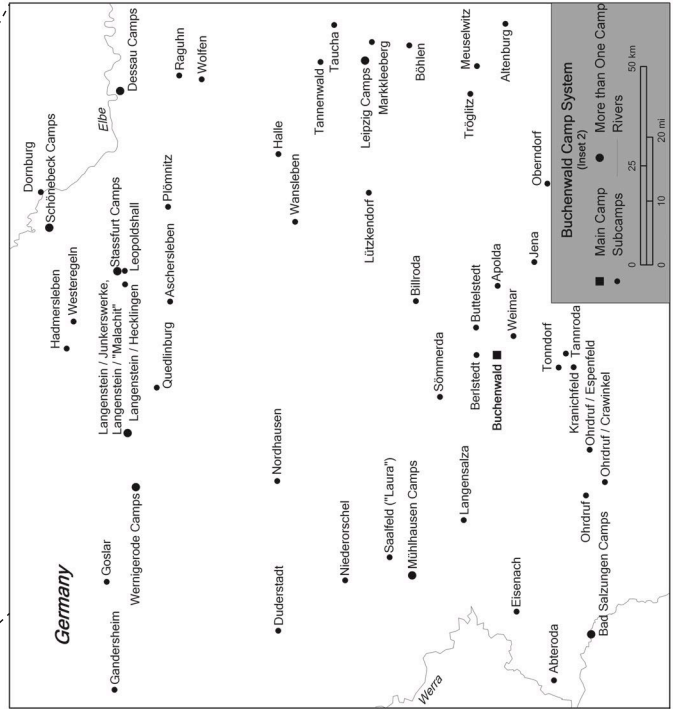 Germany
Gandersheim
Goslar
Wernigerode Camps
Langenstein / Junkerswerke,
Langenstein / "Malachit"
Langenstein / Hecklingen
Hadmersleben
Westeregeln
Dornburg
Schönebeck Camps
Stassfurt Camps
Leopoldshall
Elbe
Dessau Camps
Quedlinburg
Aschersleben
Plömnitz
Raguhn
Wolfen
Duderstadt
Nordhausen
Halle
Wansleben
Tannenwald
Taucha
Niederorschel
Saalfeld ("Laura")
Mühlhausen Camps
Lützkendorf
Leipzig Camps
Markkleeberg
Böhlen
Billroda
Sömmerda
Langensalza
Berlstedt
Buttelstedt
Buchenwald
Apolda
Weimar
Tröglitz
Meuselwitz
Altenburg
Werra
Eisenach
Abteroda
Bad Salzungen Camps
Ohrdruf
Tonndorf
Tannroda
Kranichfeld
Ohrdruf / Espenfeld
Ohrdruf / Crawinkel
Jena
Oberndorf
Buchenwald Camp System
(Inset 2)
Main Camp
More than One Camp
Subcamps
Rivers
0 25 50 km
0 10 20 mi